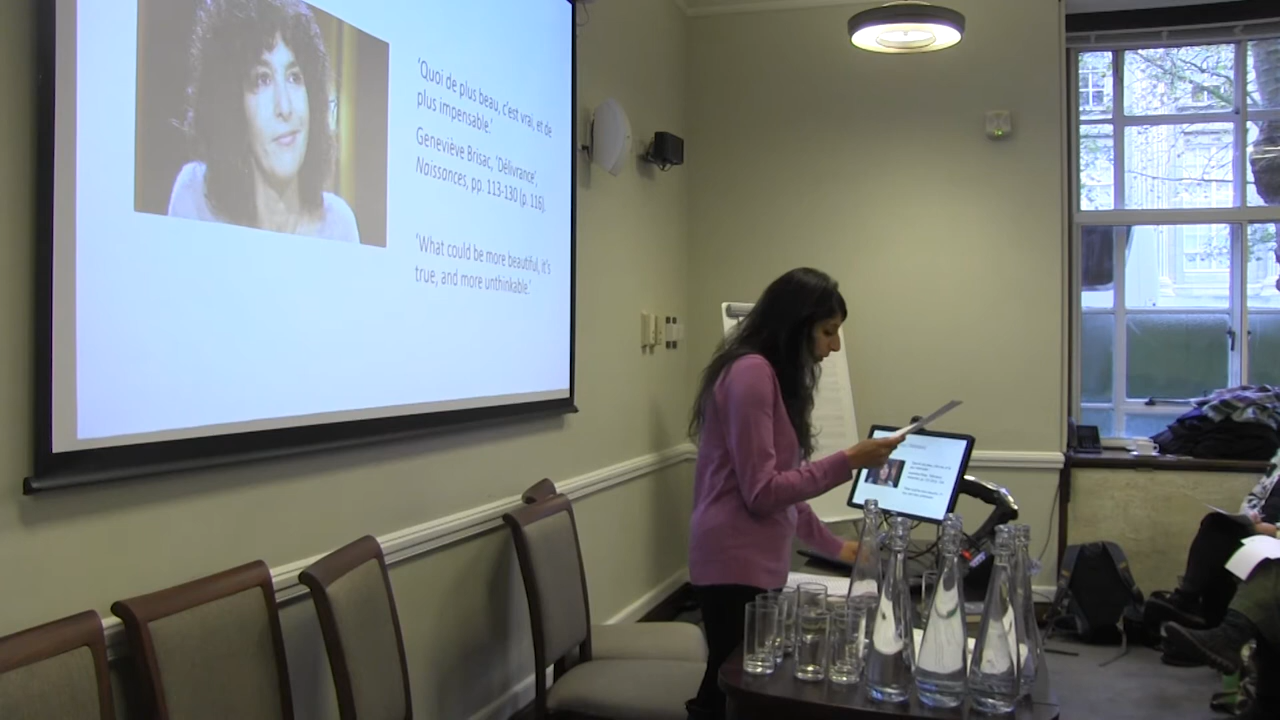 'Quoi de plus beau, c'est vrai, et de
plus impensable.'
Geneviève Brisac, 'Délivrance',
Naissances, pp. 113-130 (p. 116).
'What could be more beautiful, it's
true, and more unthinkable.'